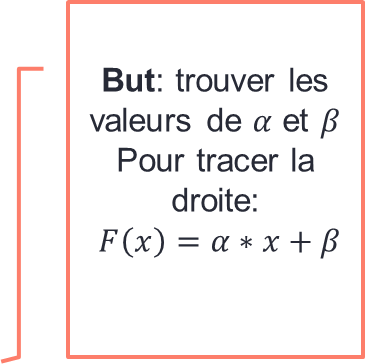 But: trouver les
valeurs de 𝛼 et 𝛽
Pour tracer la
droite:
𝐹(𝑥) = 𝛼 ∗ 𝑥 + 𝛽